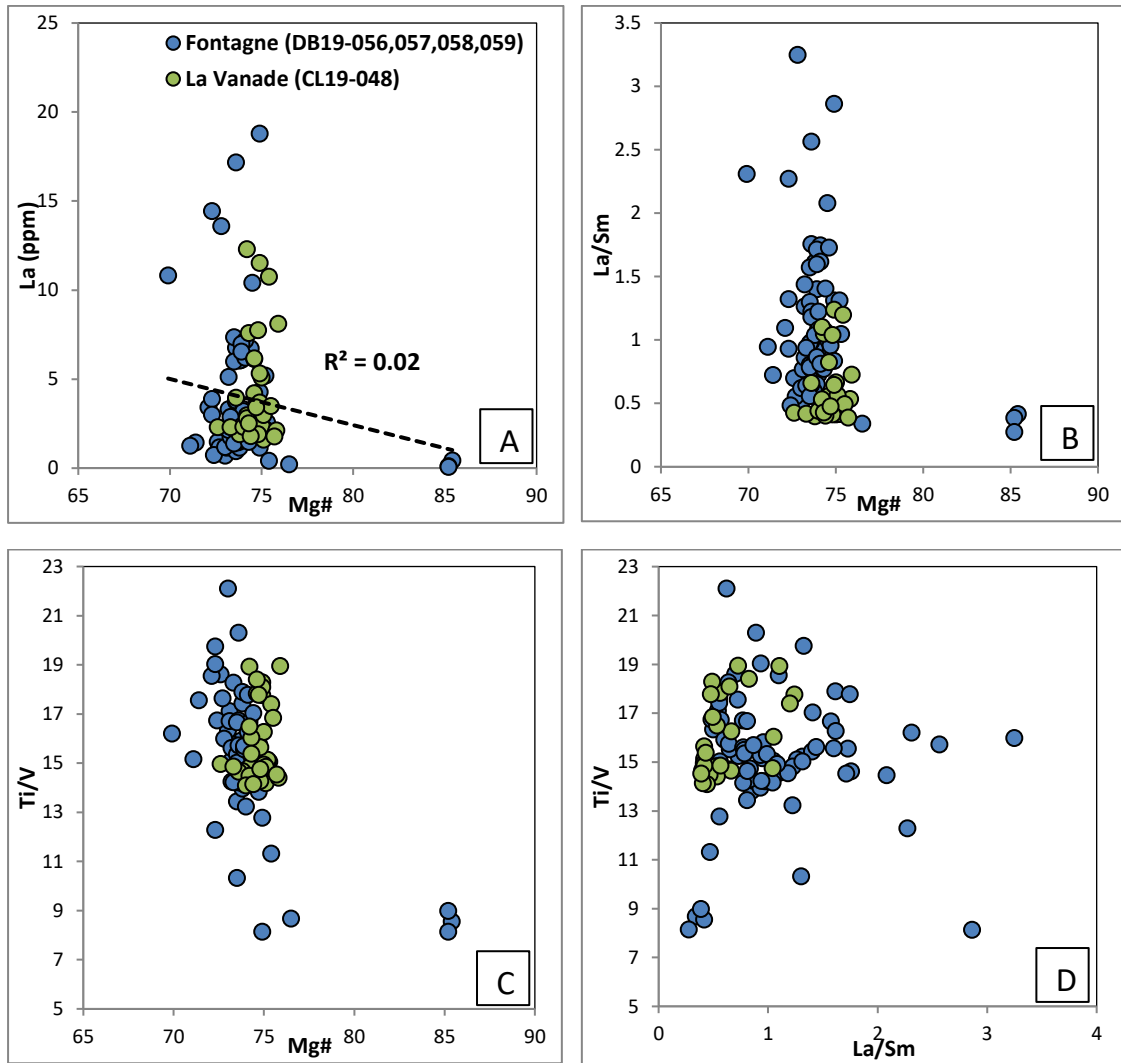 25
20
15
10
5
0
La (ppm)
Fontagne (DB19-056,057,058,059)
La Vanade (CL19-048)
R² = 0.02
A
65 70 75 80 85 90
Mg#
3.5
3
2.5
2
1.5
1
0.5
0
La/Sm
B
65 70 75 80 85 90
Mg#
23
21
19
17
15
13
11
9
7
5
Ti/V
C
65 70 75 80 85 90
Mg#
23
21
19
17
15
13
11
9
7
5
Ti/V
D
0 1 2 3 4
La/Sm